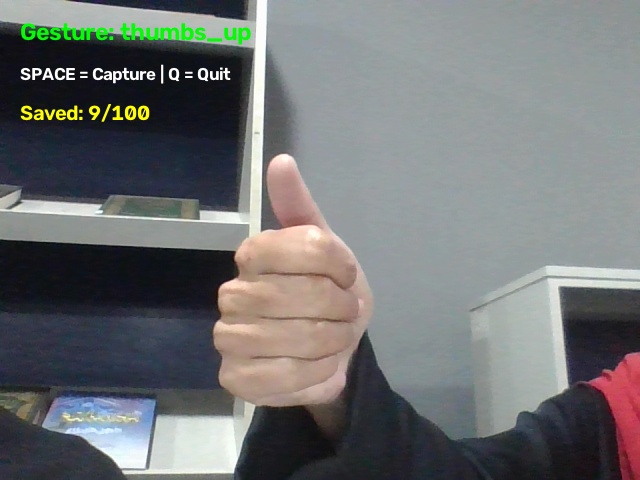 Gesture: thumbs_up
SPACE = Capture | Q = Quit
Saved: 9/100